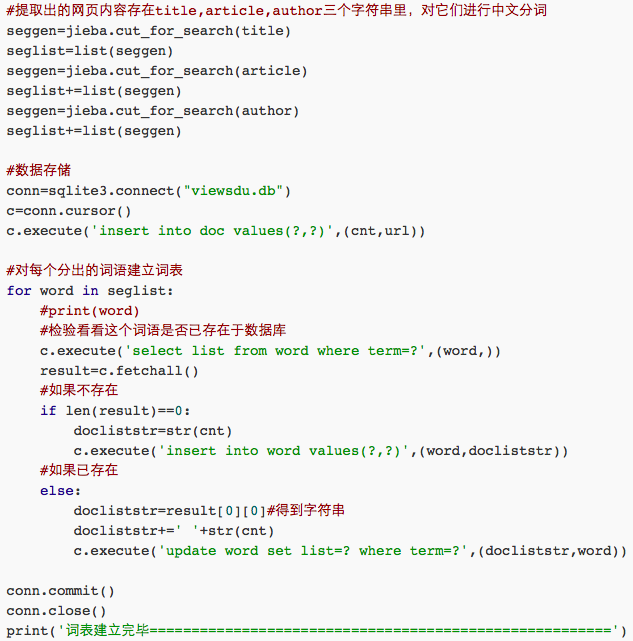 #提取出的网页内容存在title,article,author三个字符串里，对它们进行中文分词
seggen=jieba.cut_for_search(title)
seglist=list(seggen)
seggen=jieba.cut_for_search(article)
seglist+=list(seggen)
seggen=jieba.cut_for_search(author)
seglist+=list(seggen)

#数据存储
conn=sqlite3.connect("viewsdu.db")
c=conn.cursor()
c.execute('insert into doc values(?,?)',(cnt,url))

#对每个分出的词语建立词表
for word in seglist:
    #print(word)
    #检验看看这个词语是否已存在于数据库
    c.execute('select list from word where term=?',(word,))
    result=c.fetchall()
    #如果不存在
    if len(result)==0:
        docliststr=str(cnt)
        c.execute('insert into word values(?,?)',(word,docliststr))
    #如果已存在
    else:
        docliststr=result[0][0]#得到字符串
        docliststr+=' '+str(cnt)
        c.execute('update word set list=? where term=?',(docliststr,word))

conn.commit()
conn.close()
print('词表建立完毕=======================================================')